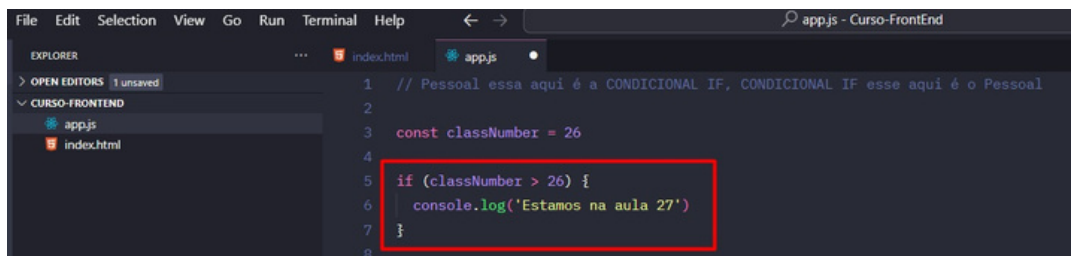 File Edit Selection View Go Run Terminal Help ← → app.js - Curso-FrontEnd
EXPLORER ... index.html app.js
> OPEN EDITORS 1 unsaved
CURSO-FRONTEND
app.js
index.html
1 // Pessoal essa aqui é a CONDICIONAL IF, CONDICIONAL IF esse aqui é o Pessoal
2
3 const classNumber = 26
4
5 if (classNumber > 26) {
6 console.log('Estamos na aula 27')
7 }
8